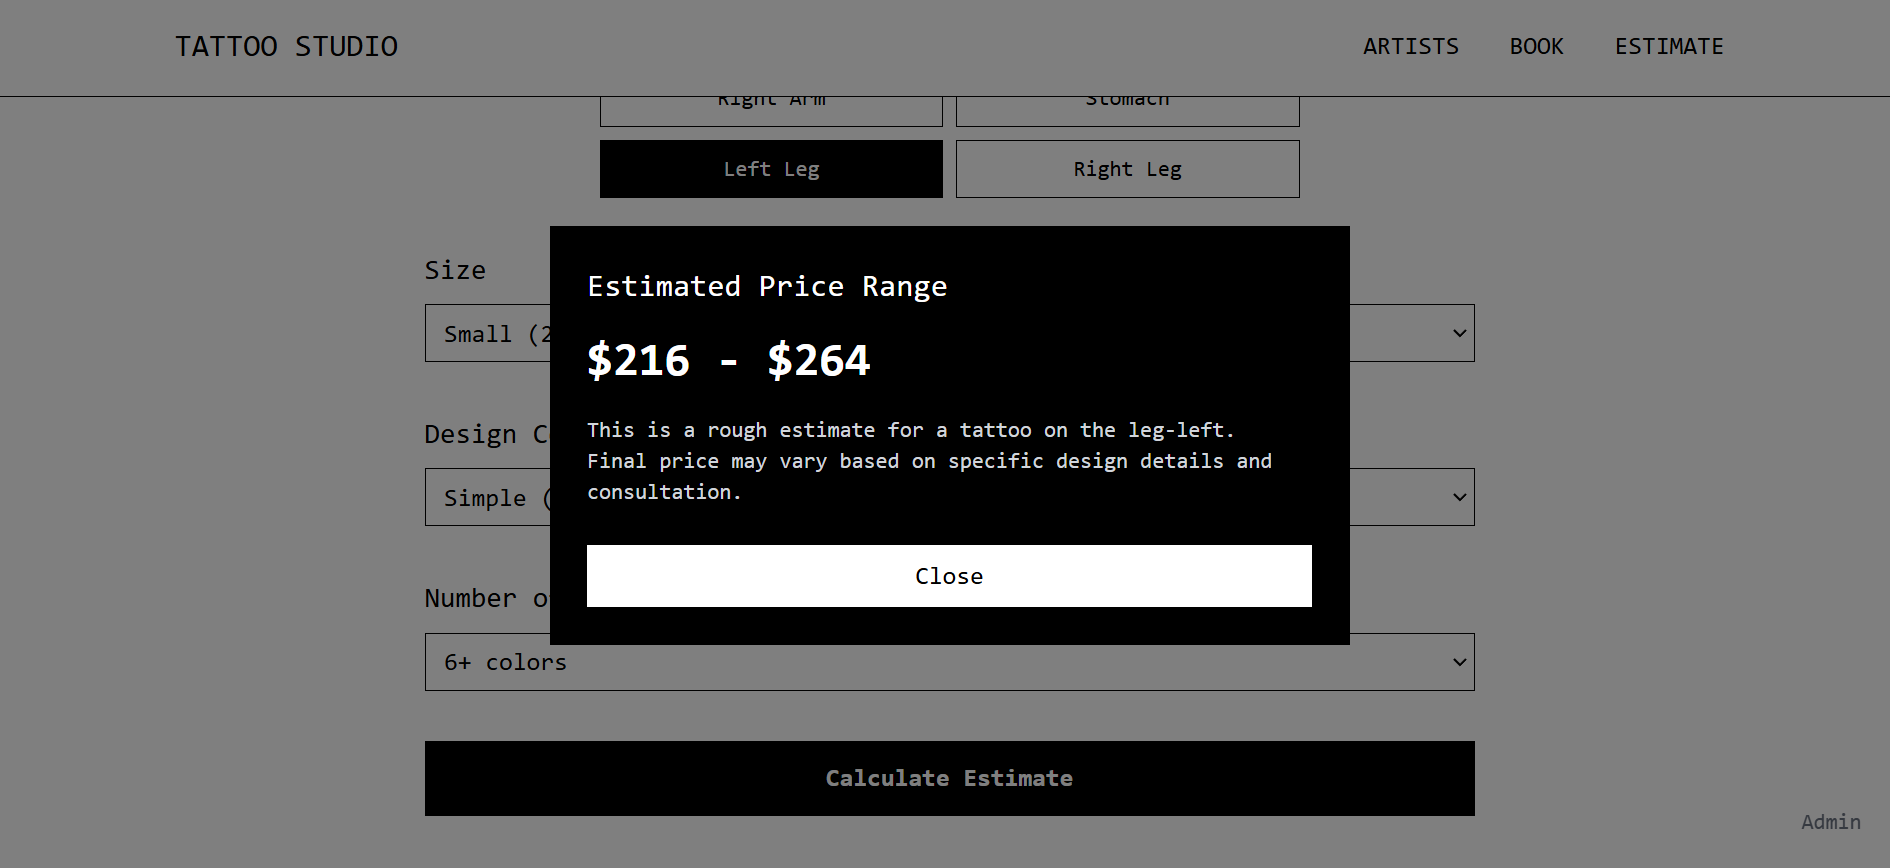 TATTOO STUDIO
ARTISTS BOOK ESTIMATE
Right Arm Stomach
Left Leg Right Leg
Size
Small (2
Estimated Price Range
$216 - $264
Design C
This is a rough estimate for a tattoo on the leg-left.
Final price may vary based on specific design details and
consultation.
Simple (
Close
Number o
6+ colors
Calculate Estimate
Admin